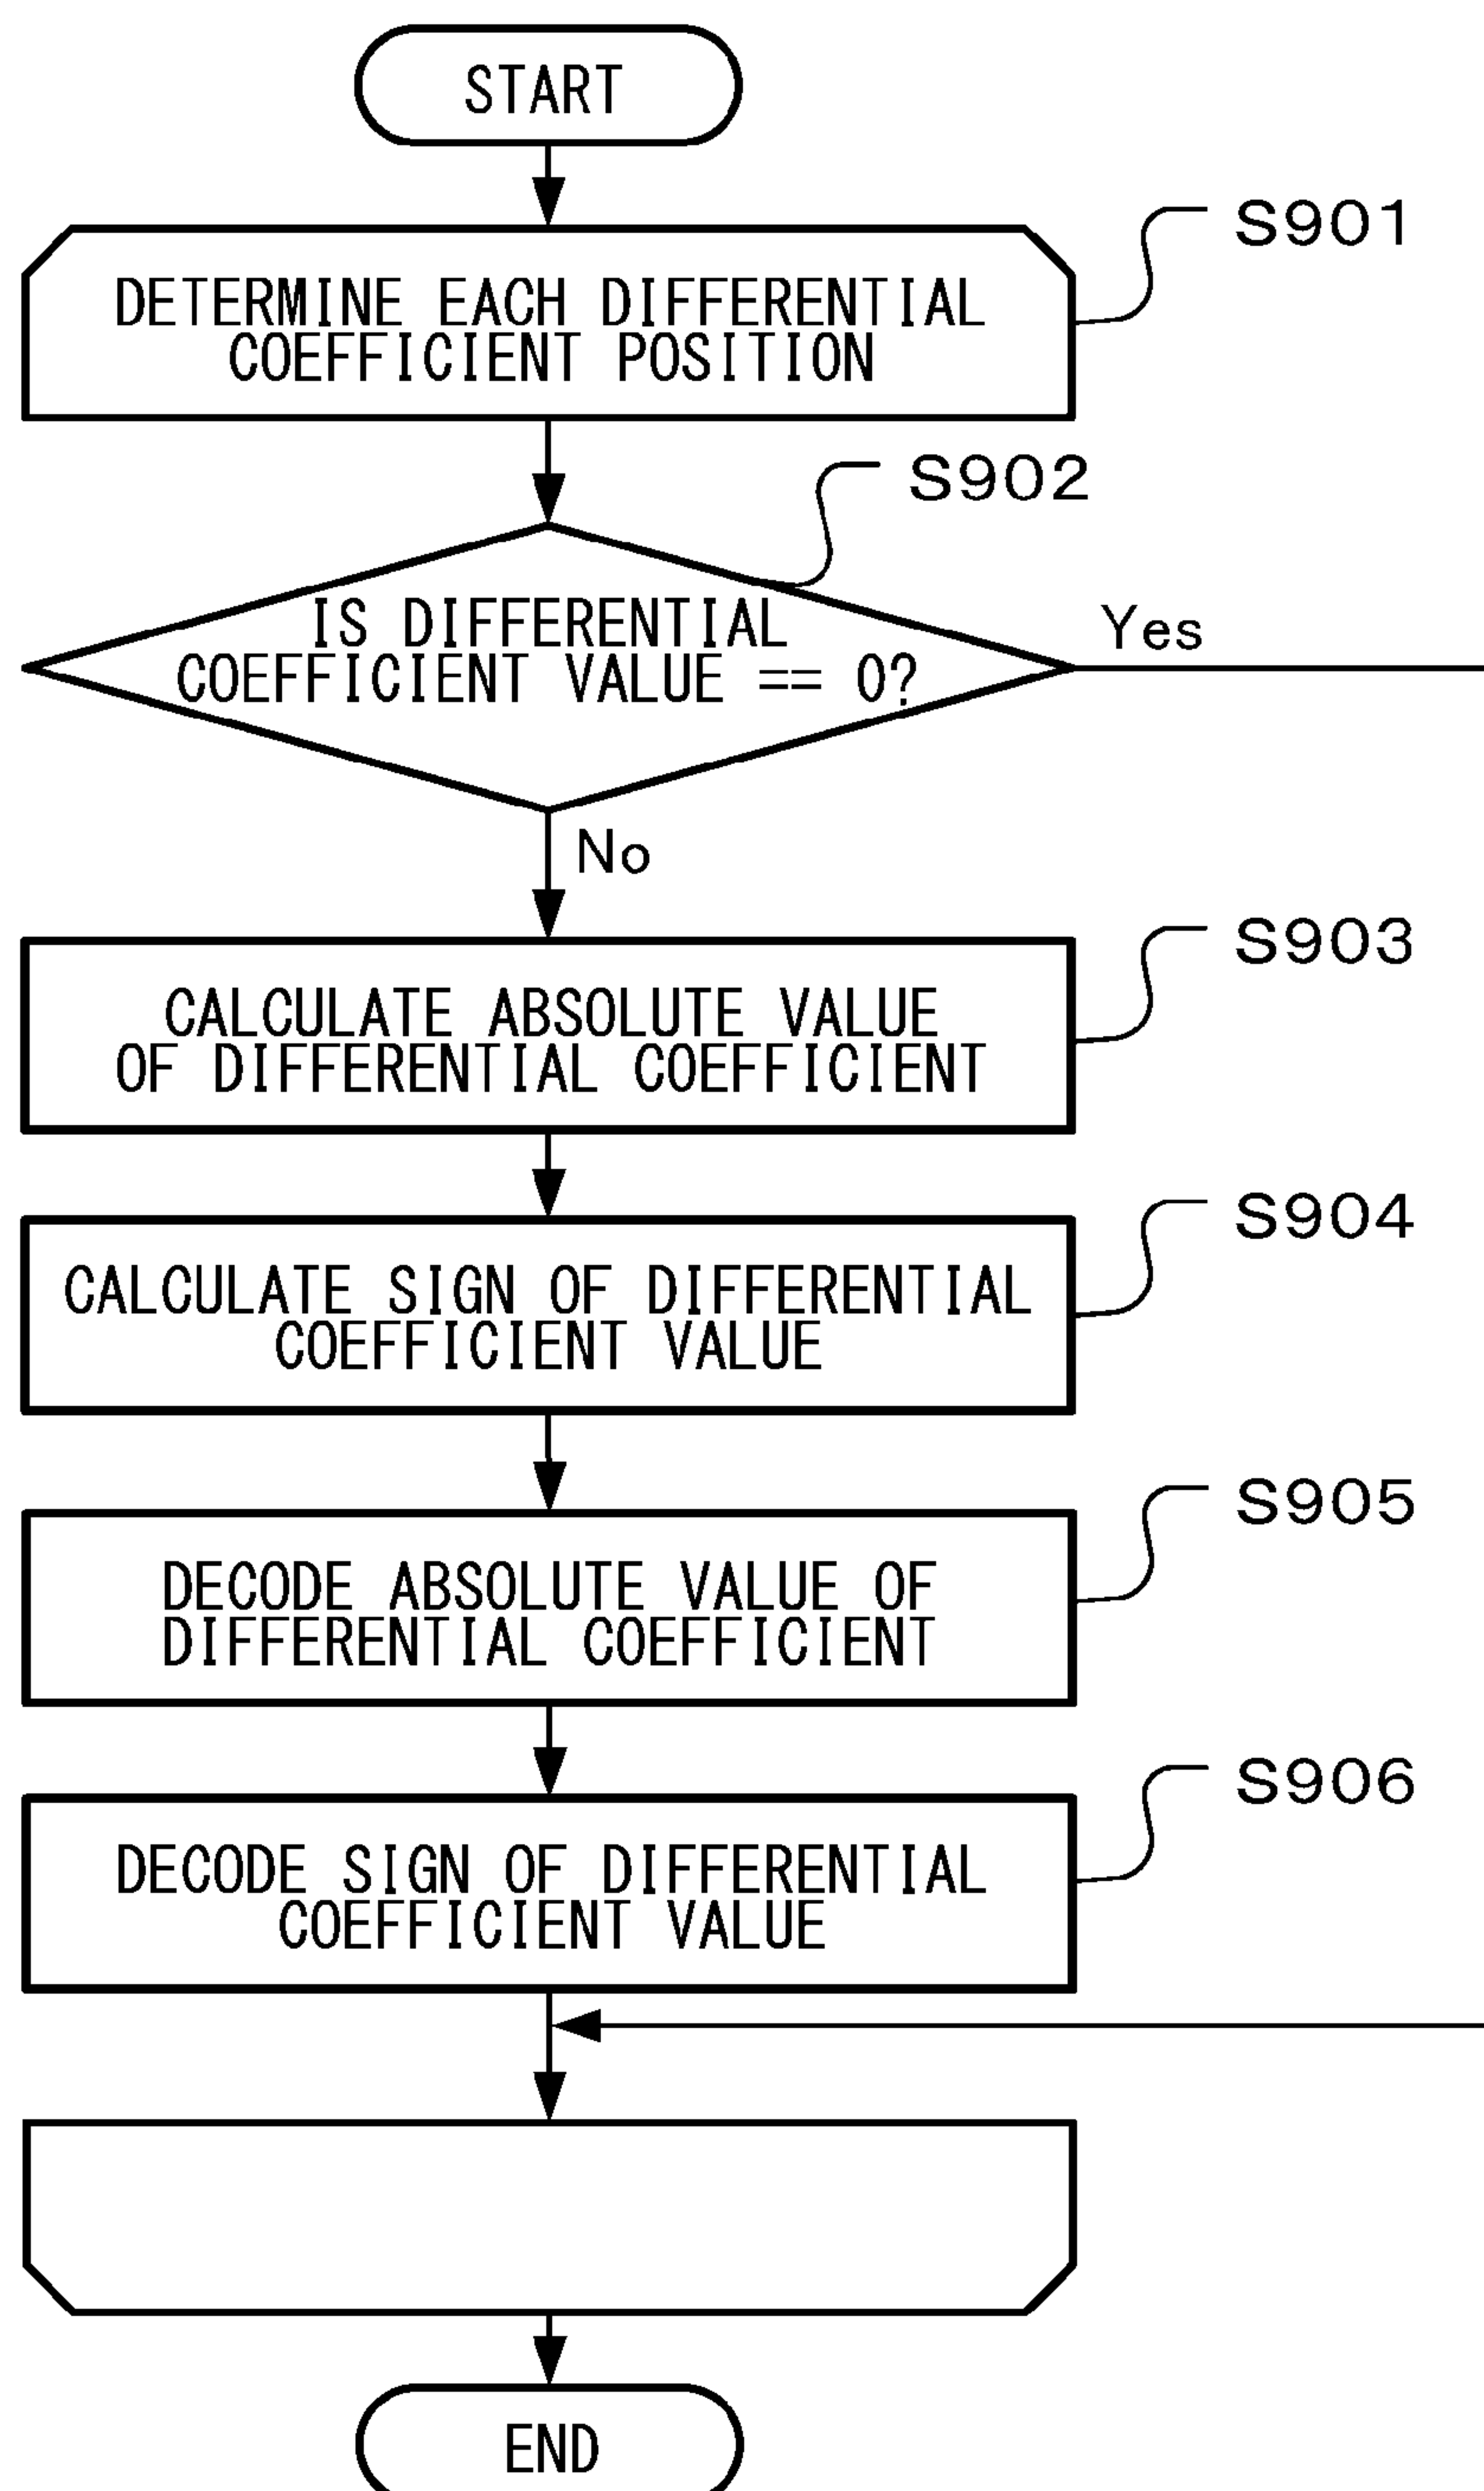 START
S901
DETERMINE EACH DIFFERENTIAL
COEFFICIENT POSITION
S902
IS DIFFERENTIAL
COEFFICIENT VALUE == 0?
Yes
No
S903
CALCULATE ABSOLUTE VALUE
OF DIFFERENTIAL COEFFICIENT
S904
CALCULATE SIGN OF DIFFERENTIAL
COEFFICIENT VALUE
S905
DECODE ABSOLUTE VALUE OF
DIFFERENTIAL COEFFICIENT
S906
DECODE SIGN OF DIFFERENTIAL
COEFFICIENT VALUE
END